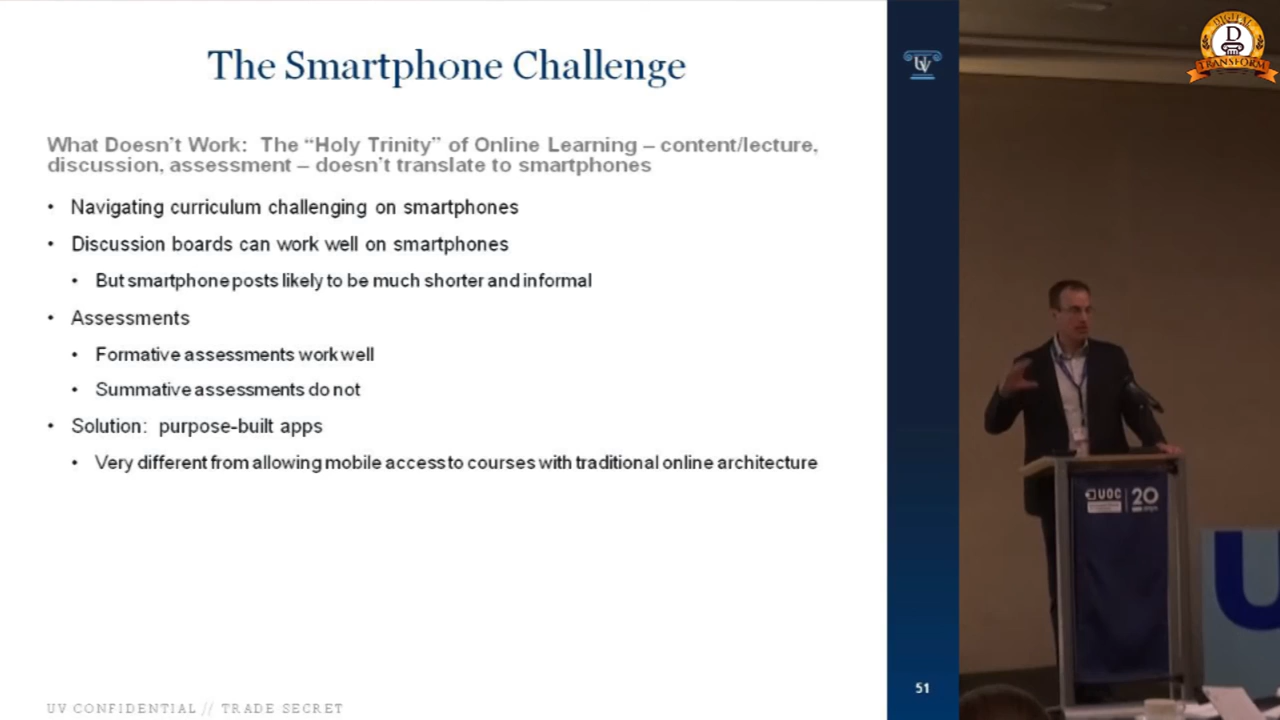 The Smartphone Challenge
What Doesn't Work: The "Holy Trinity" of Online Learning – content/lecture,
discussion, assessment – doesn't translate to smartphones
• Navigating curriculum challenging on smartphones
• Discussion boards can work well on smartphones
• But smartphone posts likely to be much shorter and informal
• Assessments
• Formative assessments work well
• Summative assessments do not
• Solution: purpose-built apps
• Very different from allowing mobile access to courses with traditional online architecture
UV CONFIDENTIAL // TRADE SECRET
UV
51
DIGITAL
D
TRANSFORM
UOC
20
U